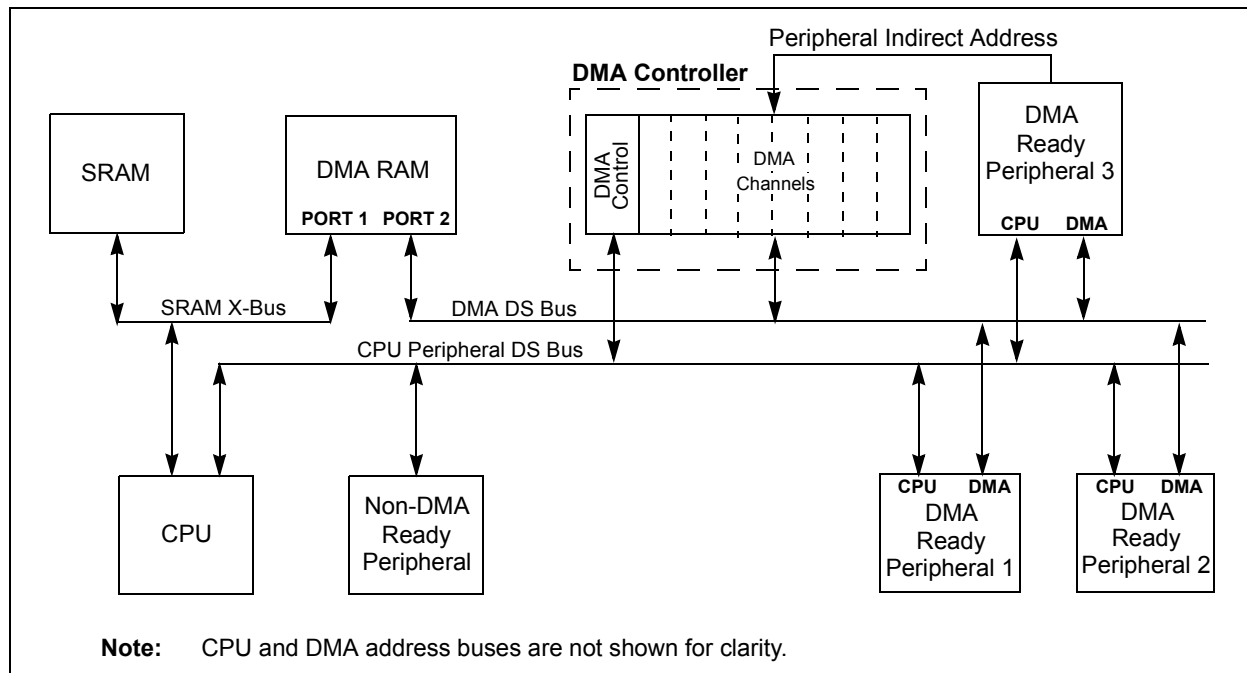 Peripheral Indirect Address
DMA Controller
SRAM
DMA RAM
PORT 1 PORT 2
DMA
Control
DMA
Channels
DMA
Ready
Peripheral 3
CPU DMA
SRAM X-Bus
DMA DS Bus
CPU Peripheral DS Bus
CPU
Non-DMA
Ready
Peripheral
CPU DMA
DMA
Ready
Peripheral 1
CPU DMA
DMA
Ready
Peripheral 2
Note: CPU and DMA address buses are not shown for clarity.